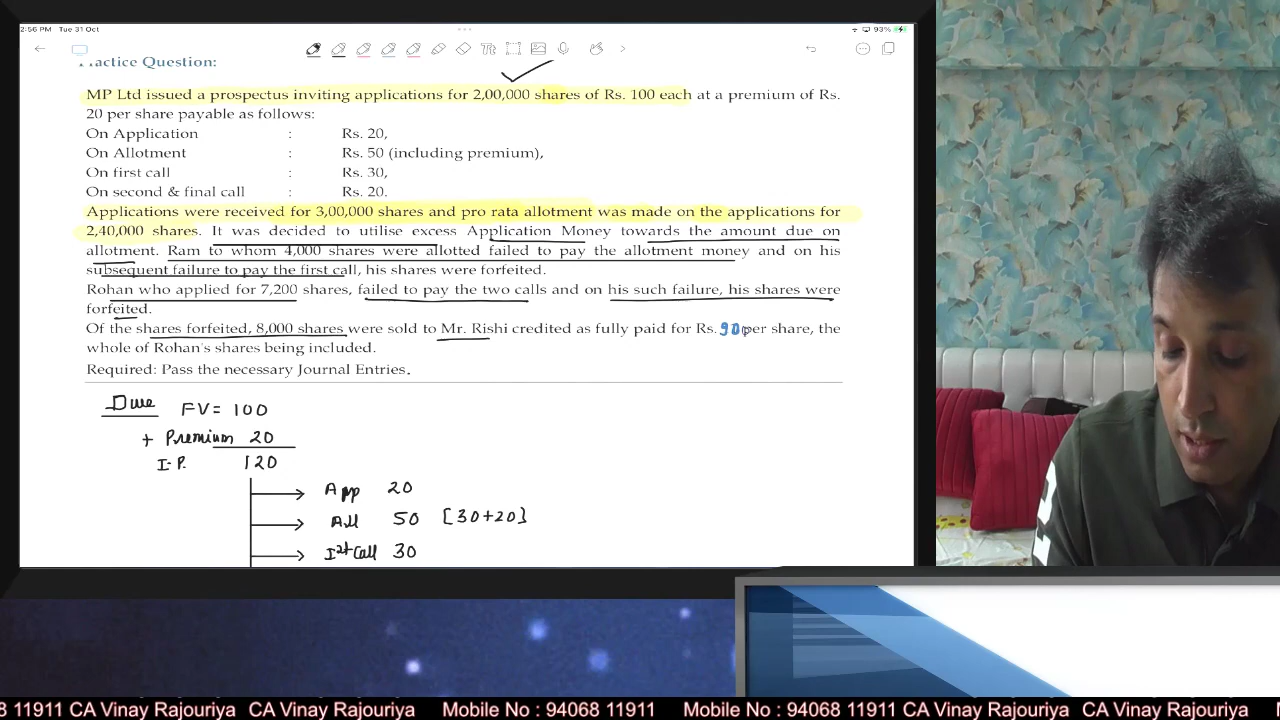 2:56 PM Tue 31 Oct
93%
Practice Question:
MP Ltd issued a prospectus inviting applications for 2,00,000 shares of Rs. 100 each at a premium of Rs.
20 per share payable as follows:
On Application : Rs. 20,
On Allotment : Rs. 50 (including premium),
On first call : Rs. 30,
On second & final call : Rs. 20.
Applications were received for 3,00,000 shares and pro rata allotment was made on the applications for
2,40,000 shares. It was decided to utilise excess Application Money towards the amount due on
allotment. Ram to whom 4,000 shares were allotted failed to pay the allotment money and on his
subsequent failure to pay the first call, his shares were forfeited.
Rohan who applied for 7,200 shares, failed to pay the two calls and on his such failure, his shares were
forfeited.
Of the shares forfeited, 8,000 shares were sold to Mr. Rishi credited as fully paid for Rs. 90 per share, the
whole of Rohan's shares being included.
Required: Pass the necessary Journal Entries.
Due FV = 100
+ Premium 20
I.P. 120
App 20
All 50 [30+20]
Ist Call 30
8 11911 CA Vinay Rajouriya CA Vinay Rajouriya Mobile No : 94068 11911 Mobile No : 94068 11911 CA Vinay Rajouriya